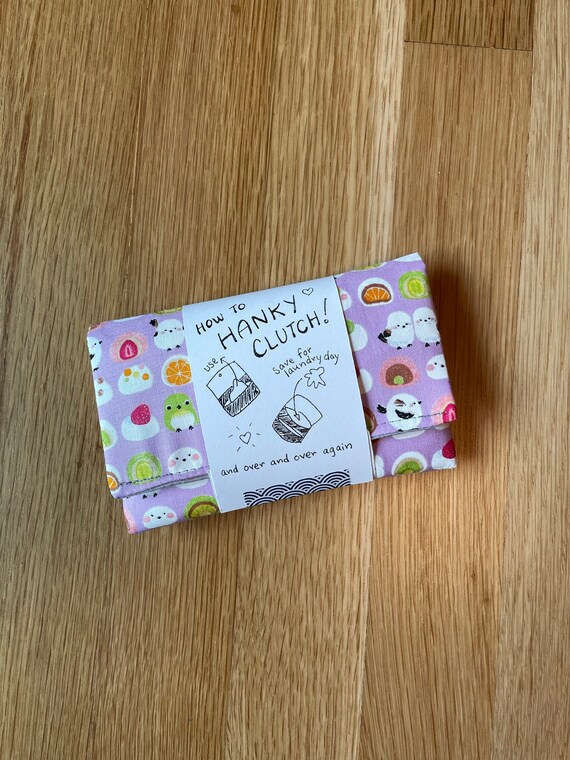 HOW TO
HANKY
CLUTCH!
use
save for
laundry day
and over and over again